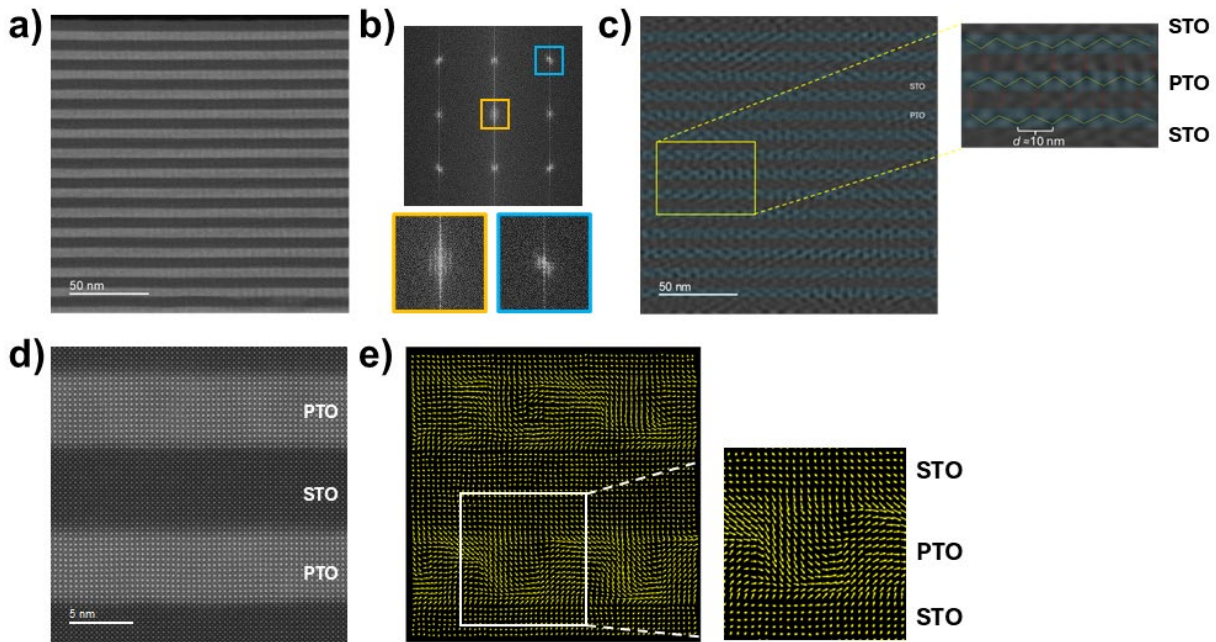 a)
50 nm
b)
c)
STO
PTO
50 nm
STO
PTO
STO
d ≈10 nm
d)
PTO
STO
PTO
5 nm
e)
STO
PTO
STO